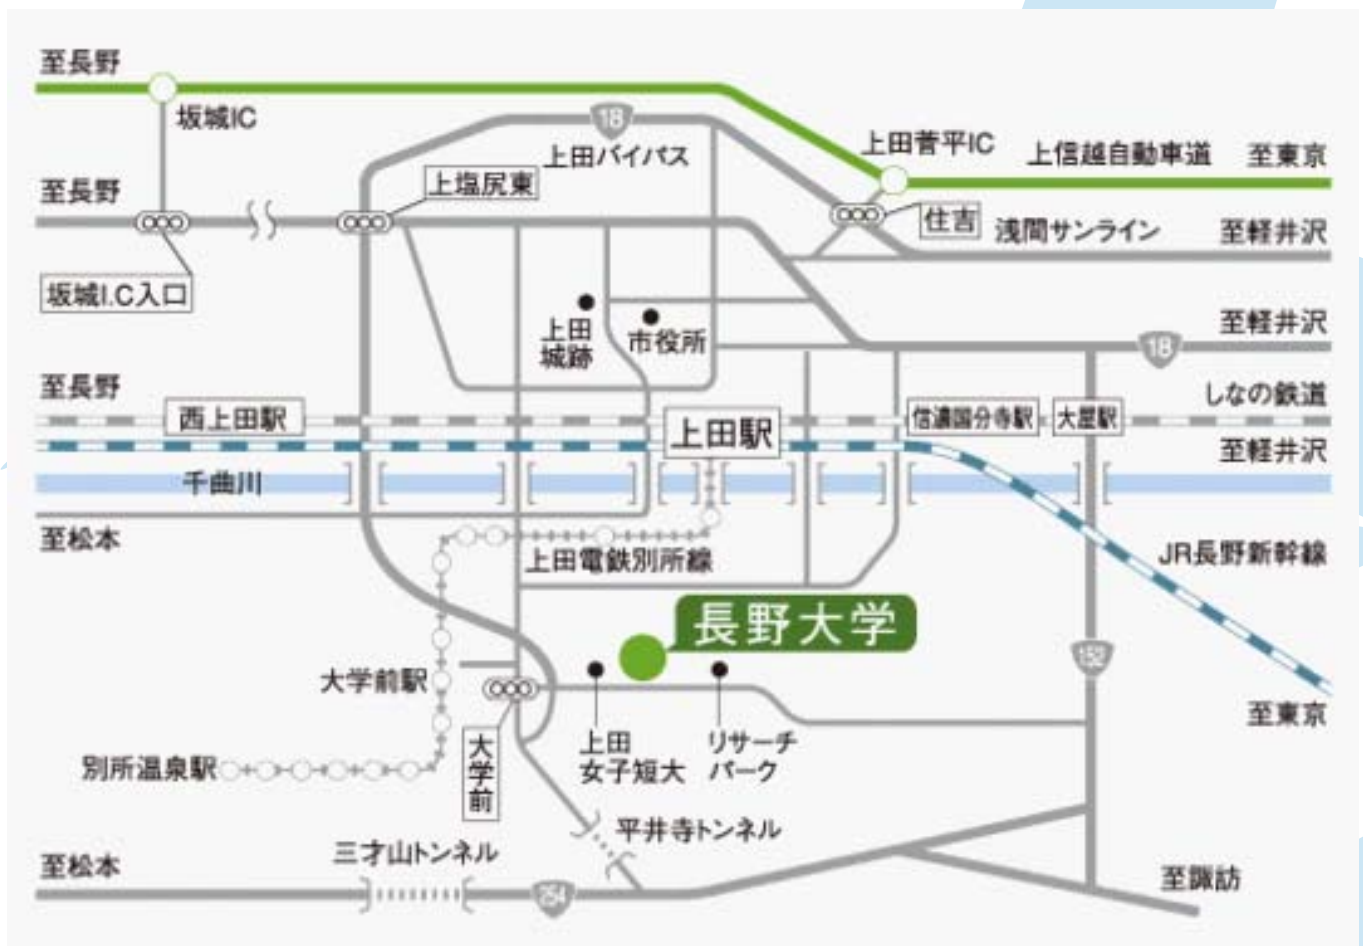 至長野
坂城IC
18
上田バイパス
上田菅平IC
上信越自動車道
至東京
至長野
上塩尻東
住吉
浅間サンライン
至軽井沢
坂城I.C入口
上田
城跡
市役所
至軽井沢
18
至長野
しなの鉄道
西上田駅
上田駅
信濃国分寺駅
大屋駅
至軽井沢
千曲川
至松本
上田電鉄別所線
JR長野新幹線
長野大学
152
大学前駅
至東京
大学前
上田
女子短大
リサーチ
パーク
別所温泉駅
平井寺トンネル
三才山トンネル
至松本
254
至諏訪